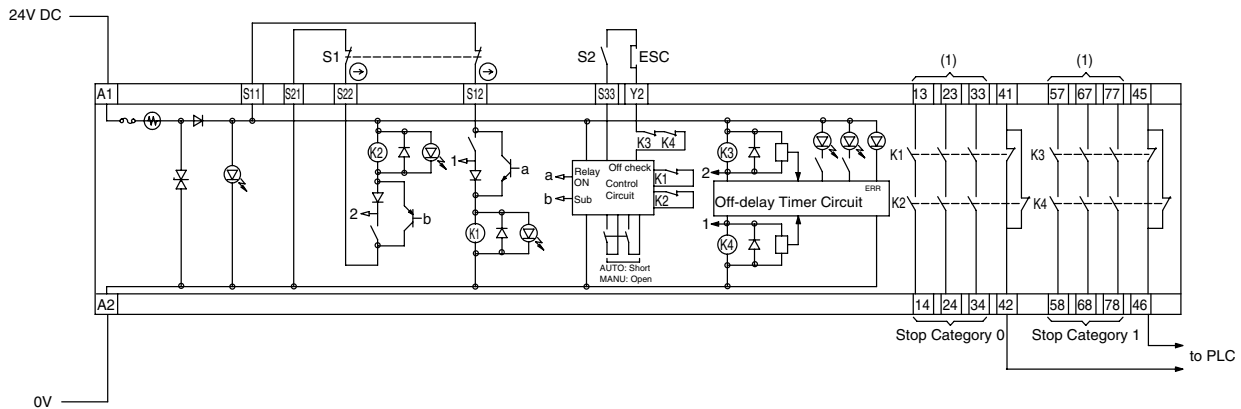 24V DC
S1
S2
ESC
(1)
(1)
A1
S11
S21
S22
S12
S33
Y2
13
23
33
41
57
67
77
45
K2
2
b
1
a
K1
K3
K4
a
b
Relay
ON
Sub
Off check
Control
Circuit
K1
K2
AUTO: Short
MANU: Open
K3
2
ERR
Off-delay Timer Circuit
1
K4
K1
K2
K3
K4
A2
14
24
34
42
58
68
78
46
Stop Category 0
Stop Category 1
to PLC
0V